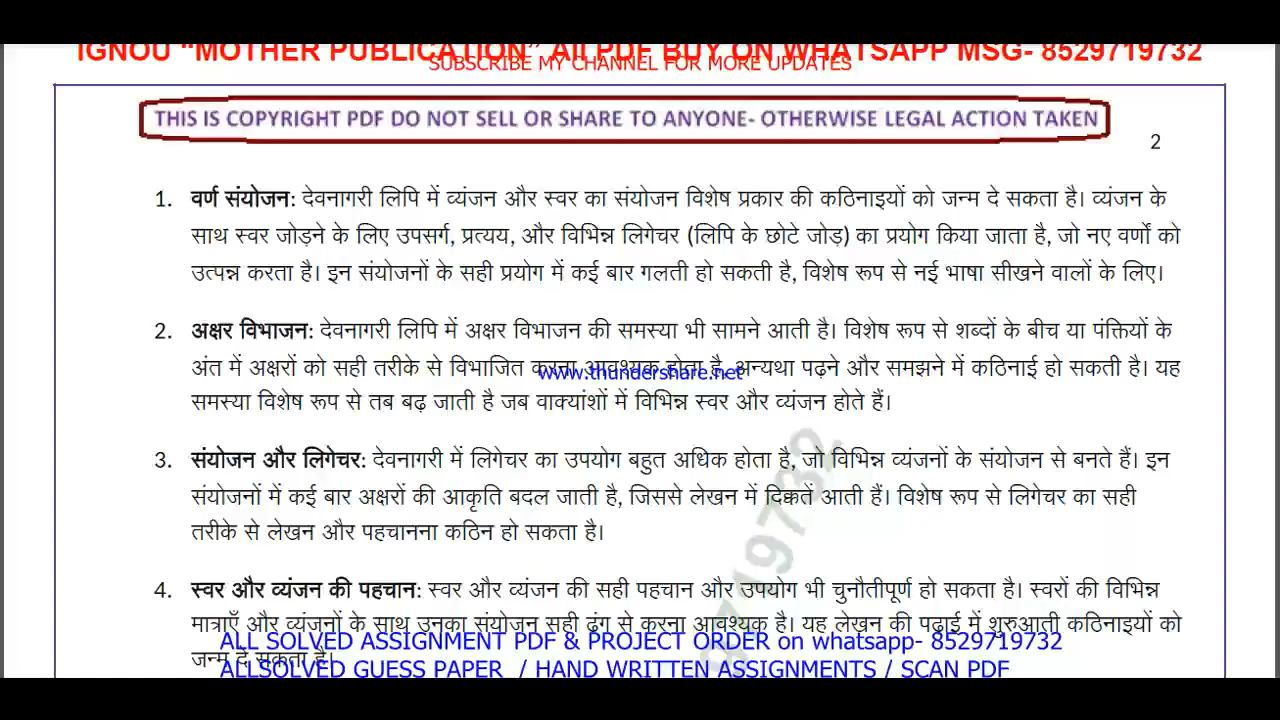 IGNOU “MOTHER PUBLICATION” All PDF BUY ON WHATSAPP MSG- 8529719732
SUBSCRIBE MY CHANNEL FOR MORE UPDATES
THIS IS COPYRIGHT PDF DO NOT SELL OR SHARE TO ANYONE- OTHERWISE LEGAL ACTION TAKEN
2
1. वर्ण संयोजन: देवनागरी लिपि में व्यंजन और स्वर का संयोजन विशेष प्रकार की कठिनाइयों को जन्म दे सकता है। व्यंजन के
साथ स्वर जोड़ने के लिए उपसर्ग, प्रत्यय, और विभिन्न लिगेचर (लिपि के छोटे जोड़) का प्रयोग किया जाता है, जो नए वर्णों को
उत्पन्न करता है। इन संयोजनों के सही प्रयोग में कई बार गलती हो सकती है, विशेष रूप से नई भाषा सीखने वालों के लिए।
2. अक्षर विभाजन: देवनागरी लिपि में अक्षर विभाजन की समस्या भी सामने आती है। विशेष रूप से शब्दों के बीच या पंक्तियों के
अंत में अक्षरों को सही तरीके से विभाजित करना आवश्यक होता है, अन्यथा पढ़ने और समझने में कठिनाई हो सकती है। यह
www.thundershare.net
समस्या विशेष रूप से तब बढ़ जाती है जब वाक्यांशों में विभिन्न स्वर और व्यंजन होते हैं।
3. संयोजन और लिगेचर: देवनागरी में लिगेचर का उपयोग बहुत अधिक होता है, जो विभिन्न व्यंजनों के संयोजन से बनते हैं। इन
संयोजनों में कई बार अक्षरों की आकृति बदल जाती है, जिससे लेखन में दिक्कतें आती हैं। विशेष रूप से लिगेचर का सही
तरीके से लेखन और पहचानना कठिन हो सकता है।
4. स्वर और व्यंजन की पहचान: स्वर और व्यंजन की सही पहचान और उपयोग भी चुनौतीपूर्ण हो सकता है। स्वरों की विभिन्न
मात्राएँ और व्यंजनों के साथ उनका संयोजन सही ढंग से करना आवश्यक है। यह लेखन की पढ़ाई में शुरुआती कठिनाइयों को
ALL SOLVED ASSIGNMENT PDF & PROJECT ORDER on whatsapp- 8529719732
जन्म दे सकता है।
ALLSOLVED GUESS PAPER / HAND WRITTEN ASSIGNMENTS / SCAN PDF
9719732